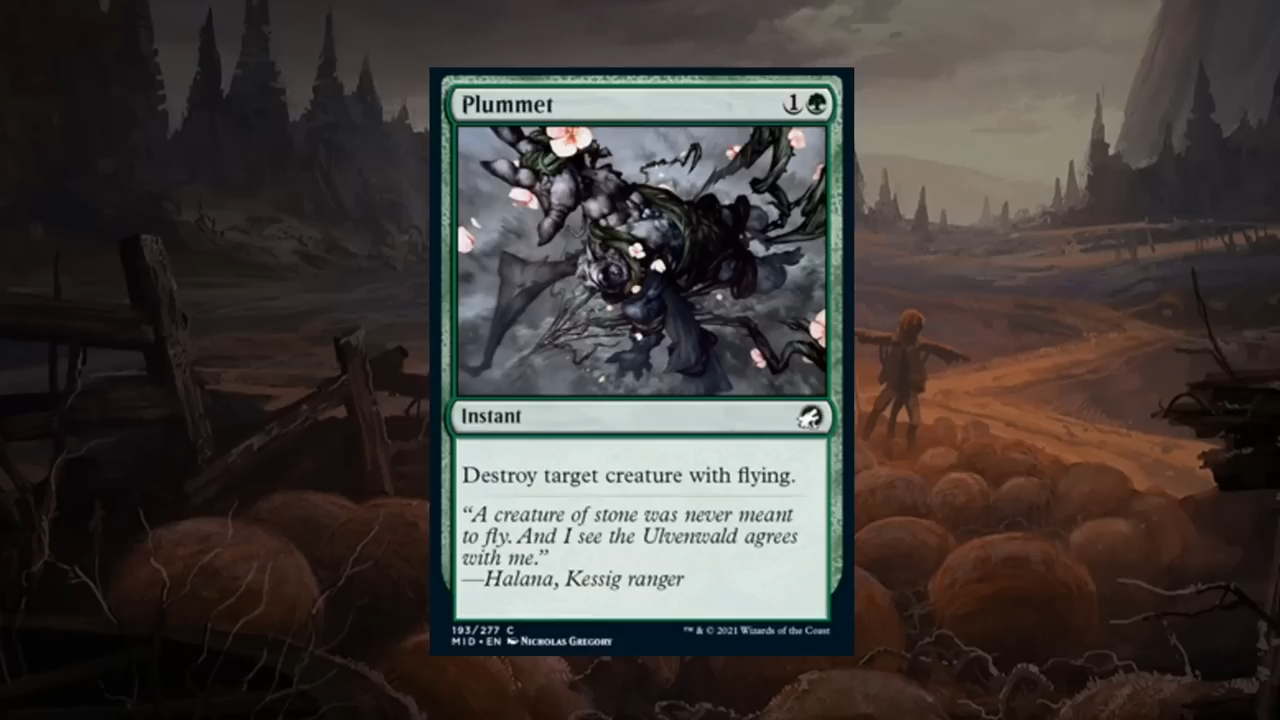 Plummet
1
Instant
Destroy target creature with flying.
“A creature of stone was never meant
to fly. And I see the Ulvenwald agrees
with me.”
—Halana, Kessig ranger
193/277 C
™ & © 2021 Wizards of the Coast
MID • EN Nicholas Gregory